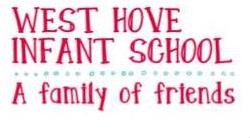 WEST HOVE
INFANT SCHOOL
A family of friends